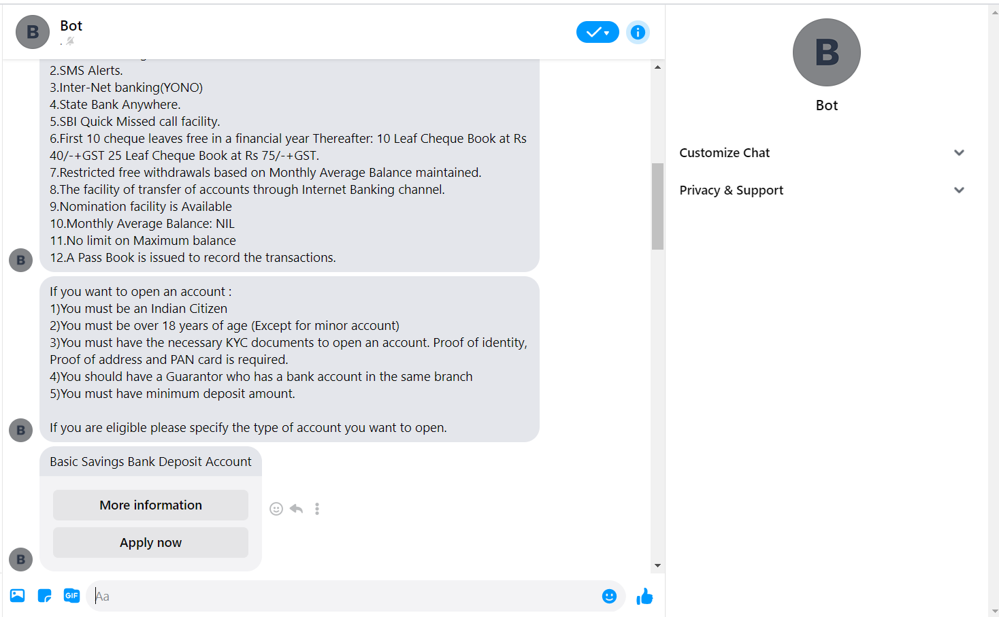 B
Bot
.
2.SMS Alerts.
3.Inter-Net banking(YONO)
4.State Bank Anywhere.
5.SBI Quick Missed call facility.
6.First 10 cheque leaves free in a financial year Thereafter: 10 Leaf Cheque Book at Rs
40/-+GST 25 Leaf Cheque Book at Rs 75/-+GST.
7.Restricted free withdrawals based on Monthly Average Balance maintained.
8.The facility of transfer of accounts through Internet Banking channel.
9.Nomination facility is Available
10.Monthly Average Balance: NIL
11.No limit on Maximum balance
12.A Pass Book is issued to record the transactions.
B
If you want to open an account :
1)You must be an Indian Citizen
2)You must be over 18 years of age (Except for minor account)
3)You must have the necessary KYC documents to open an account. Proof of identity,
Proof of address and PAN card is required.
4)You should have a Guarantor who has a bank account in the same branch
5)You must have minimum deposit amount.
If you are eligible please specify the type of account you want to open.
B
Basic Savings Bank Deposit Account
More information
Apply now
B
GIF
Aa
B
Bot
Customize Chat
Privacy & Support